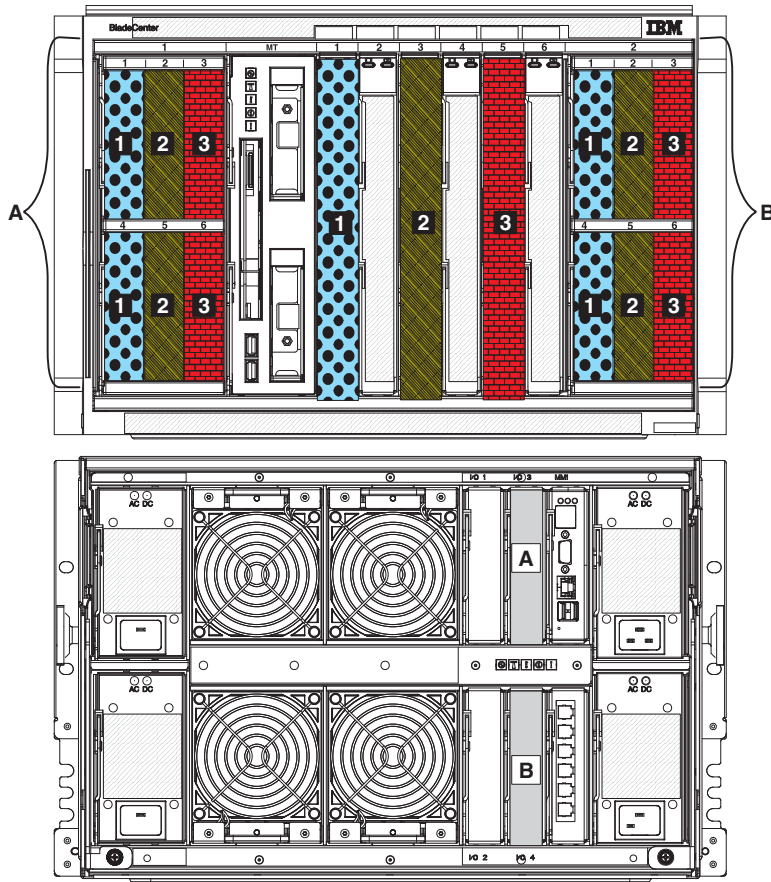 BladeCenter IBM
1 MT 1 2 3 4 5 6 2
1 2 3 1 2 3
1 2 3 1 2 3
A 1 2 3 B
4 5 6 4 5 6
1 2 3 1 2 3
I/O 1 I/O 3 MM1
AC DC AC DC
A
AC DC AC DC
B
I/O 2 I/O 4